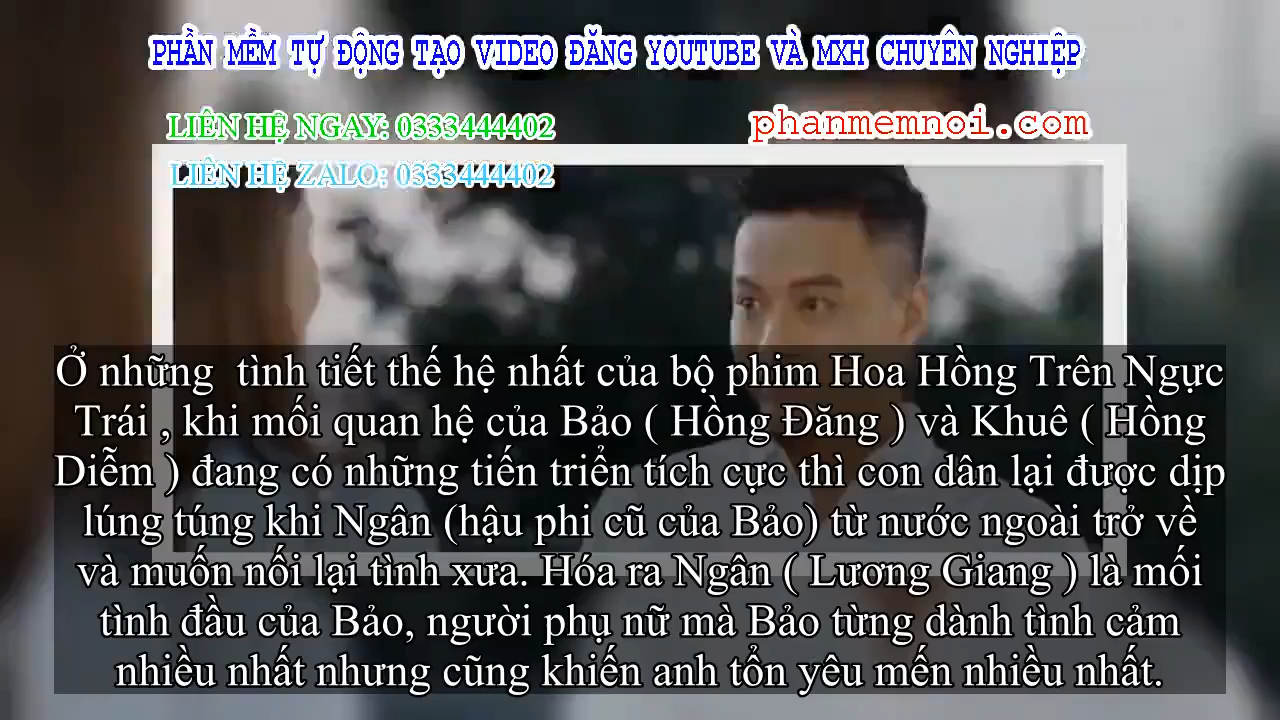 PHẦN MỀM TỰ ĐỘNG TẠO VIDEO ĐĂNG YOUTUBE VÀ MXH CHUYÊN NGHIỆP
LIÊN HỆ NGAY: 0333444402
phanmemnoi.com
LIÊN HỆ ZALO: 0333444402
Ở những  tình tiết thế hệ nhất của bộ phim Hoa Hồng Trên Ngực
Trái , khi mối quan hệ của Bảo ( Hồng Đăng ) và Khuê ( Hồng
Diễm ) đang có những tiến triển tích cực thì con dân lại được dịp
lúng túng khi Ngân (hậu phi cũ của Bảo) từ nước ngoài trở về
và muốn nối lại tình xưa. Hóa ra Ngân ( Lương Giang ) là mối
tình đầu của Bảo, người phụ nữ mà Bảo từng dành tình cảm
nhiều nhất nhưng cũng khiến anh tổn yêu mến nhiều nhất.